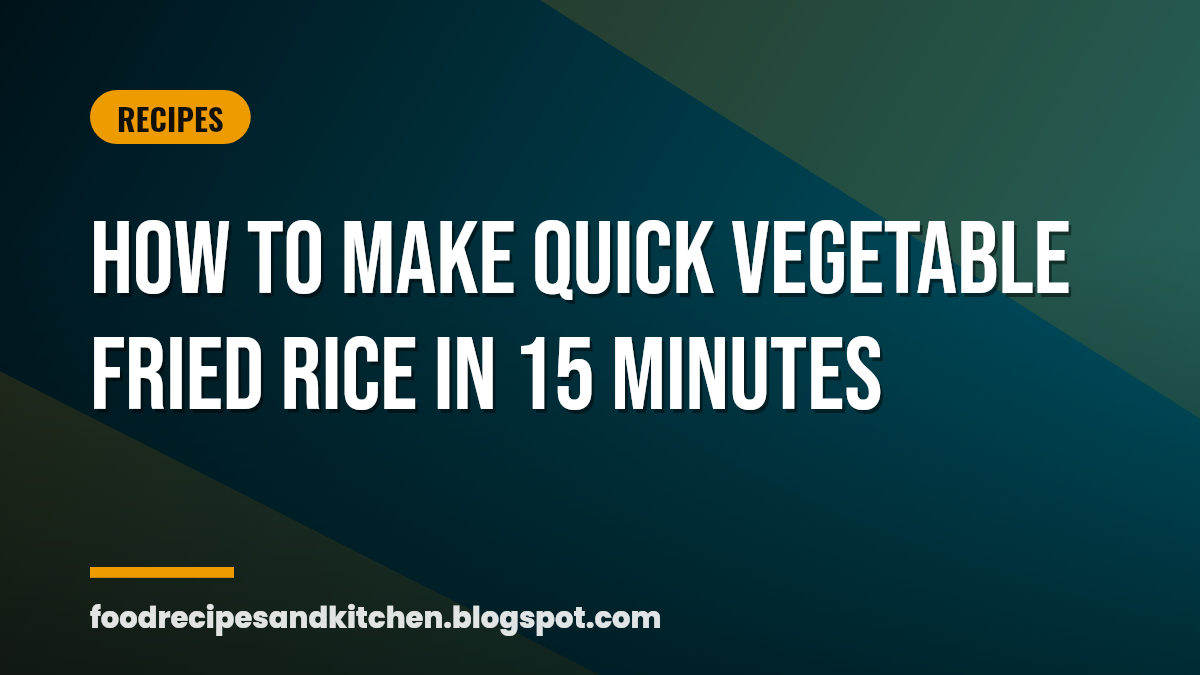 RECIPES
HOW TO MAKE QUICK VEGETABLE
FRIED RICE IN 15 MINUTES
foodrecipesandkitchen.blogspot.com